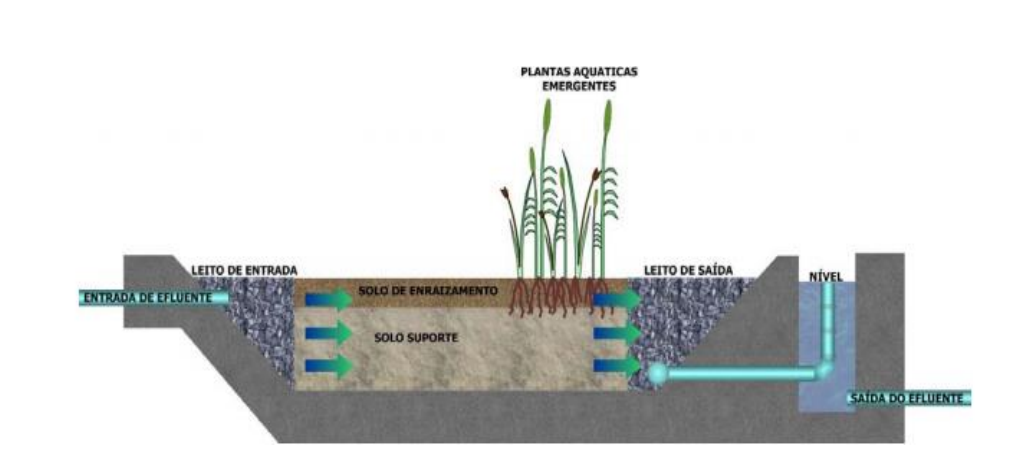 PLANTAS AQUATICAS
EMERGENTES
LEITO DE ENTRADA
LEITO DE SAÍDA
NÍVEL
ENTRADA DE EFLUENTE
SOLO DE ENRAIZAMENTO
SOLO SUPORTE
SAÍDA DO EFLUENTE